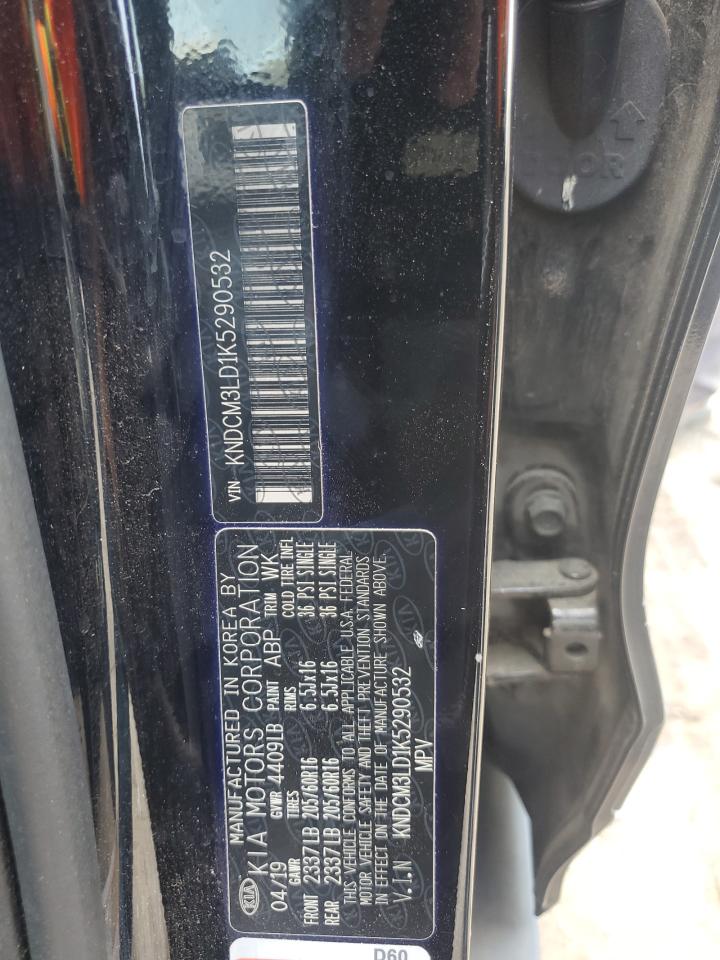 VIN KNDCM3LD1K5290532
MANUFACTURED IN KOREA BY
KIA KIA MOTORS CORPORATION
04/19 GVWR 4409LB PAINT ABP TRIM WK
GAWR TIRES RIMS COLD TIRE INFL
FRONT 2337LB 205/60R16 6.5Jx16 36 PSI SINGLE
REAR 2337LB 205/60R16 6.5Jx16 36 PSI SINGLE
THIS VEHICLE CONFORMS TO ALL APPLICABLE U.S.A. FEDERAL
MOTOR VEHICLE SAFETY AND THEFT PREVENTION STANDARDS
IN EFFECT ON THE DATE OF MANUFACTURE SHOWN ABOVE.
V.I.N KNDCM3LD1K5290532
MPV
D60